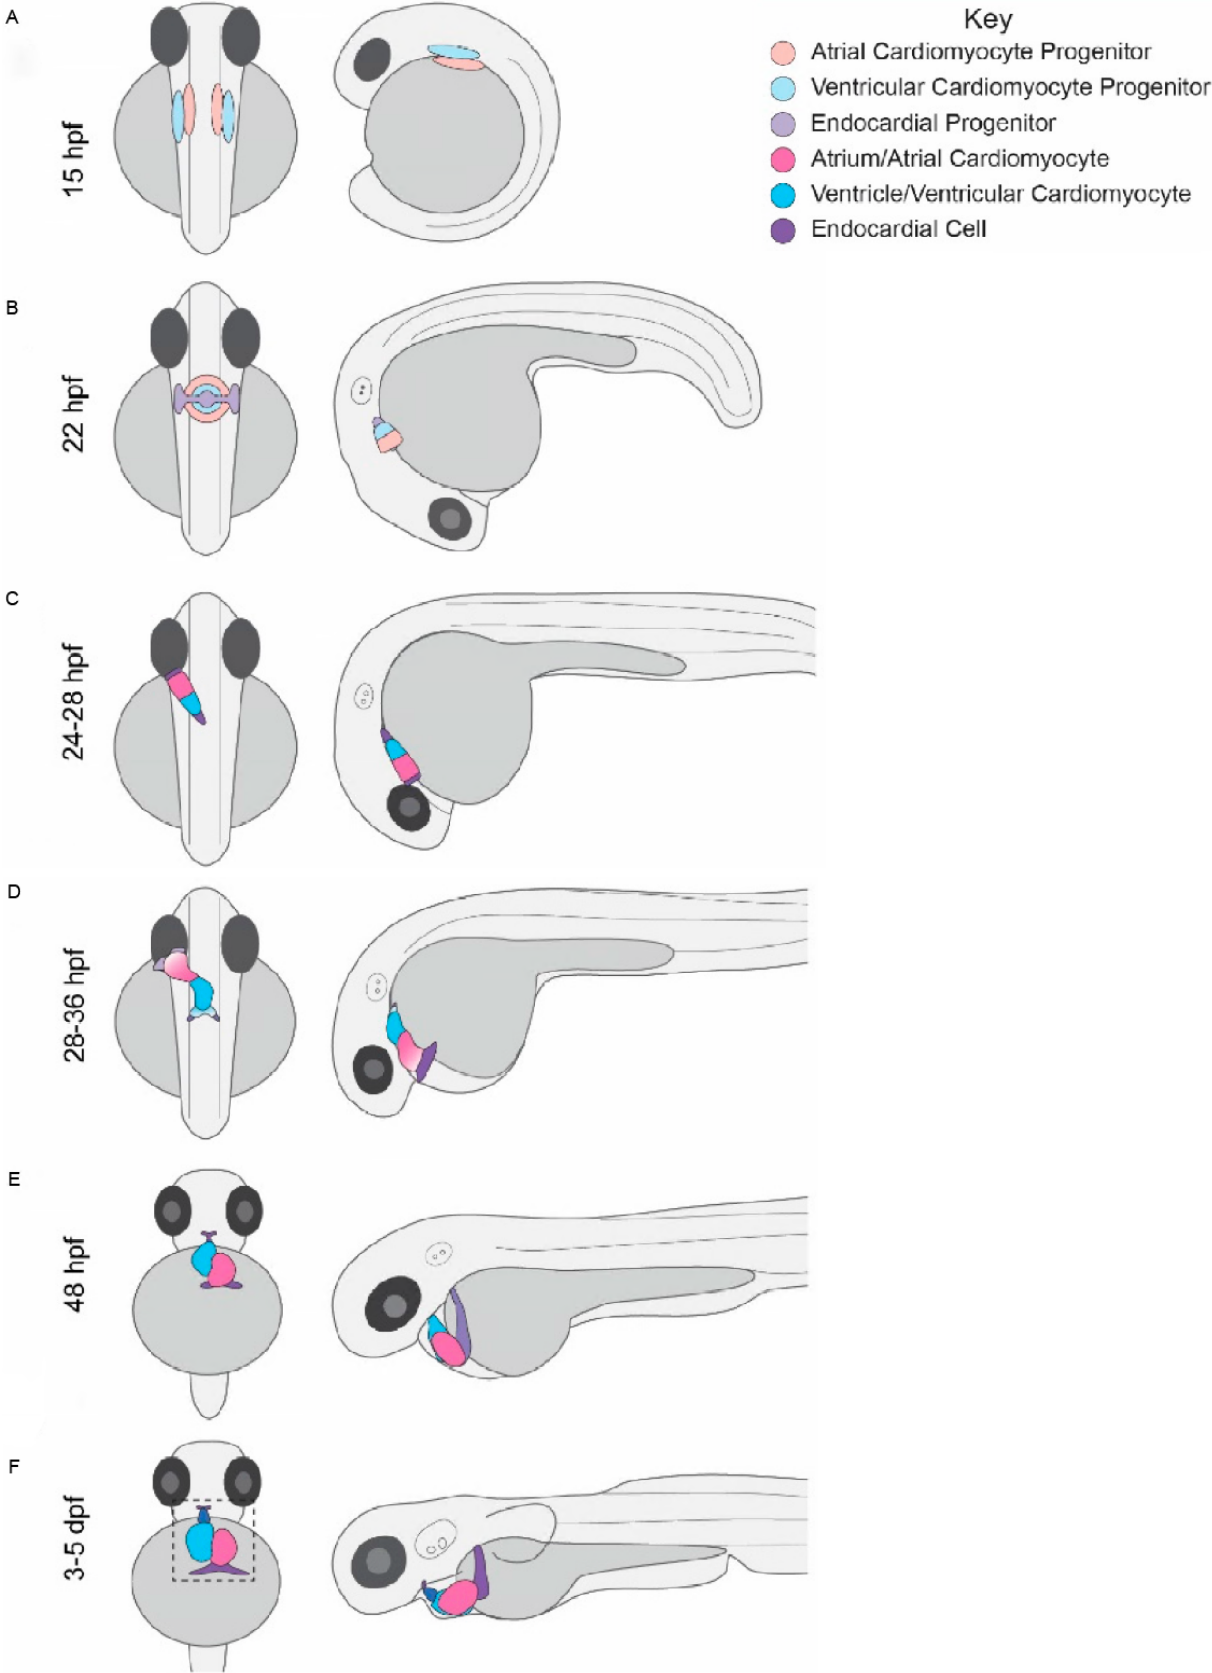 A
15 hpf
Key
Atrial Cardiomyocyte Progenitor
Ventricular Cardiomyocyte Progenitor
Endocardial Progenitor
Atrium/Atrial Cardiomyocyte
Ventricle/Ventricular Cardiomyocyte
Endocardial Cell
B
22 hpf
C
24-28 hpf
D
28-36 hpf
E
48 hpf
F
3-5 dpf